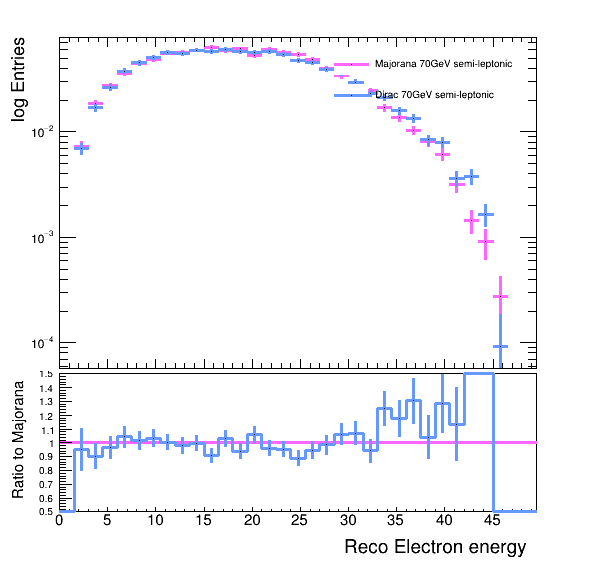 log Entries
Majorana 70GeV semi-leptonic
Dirac 70GeV semi-leptonic
10⁻²
10⁻³
10⁻⁴
Ratio to Majorana
1.5
1.4
1.3
1.2
1.1
1
0.9
0.8
0.7
0.6
0.5
0 5 10 15 20 25 30 35 40 45
Reco Electron energy